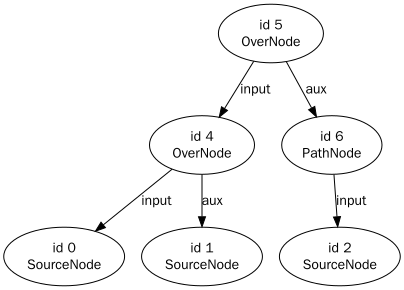 id 5
OverNode
input
aux
id 4
OverNode
id 6
PathNode
input
aux
input
id 0
SourceNode
id 1
SourceNode
id 2
SourceNode